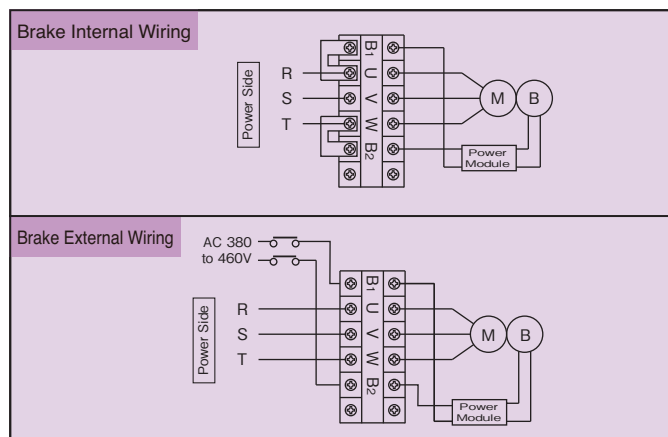 Brake Internal Wiring
Power Side
R
S
T
B1
U
V
W
B2
M
B
Power
Module
Brake External Wiring
AC 380
to 460V
Power Side
R
S
T
B1
U
V
W
B2
M
B
Power
Module